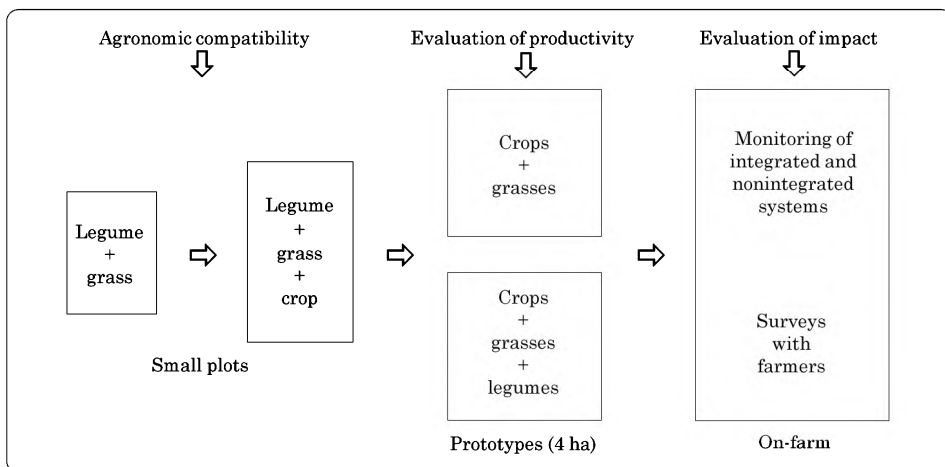 Agronomic compatibility
Evaluation of productivity
Evaluation of impact
Legume
+
grass
Legume
+
grass
+
crop
Small plots
Crops
+
grasses
Crops
+
grasses
+
legumes
Prototypes (4 ha)
Monitoring of
integrated and
nonintegrated
systems
Surveys
with
farmers
On-farm